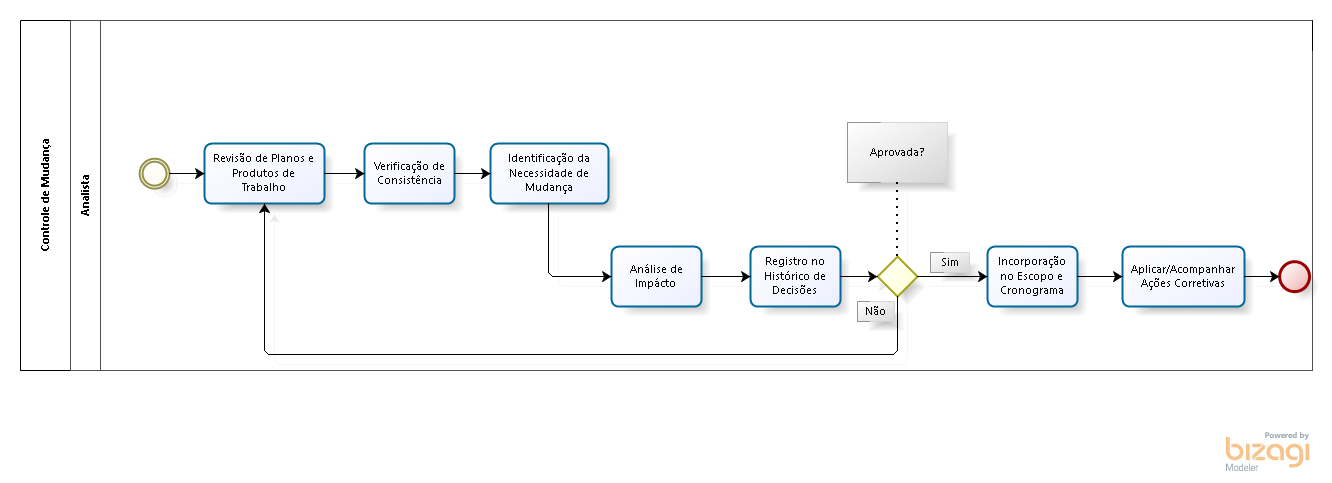 Controle de Mudança
Analista
Revisão de Planos e
Produtos de
Trabalho
Verificação de
Consistência
Identificação da
Necessidade de
Mudança
Análise de
Impácto
Registro no
Histórico de
Decisões
Aprovada?
Sim
Não
Incorporação
no Escopo e
Cronograma
Aplicar/Acompanhar
Ações Corretivas
Powered by
bizagi
Modeler